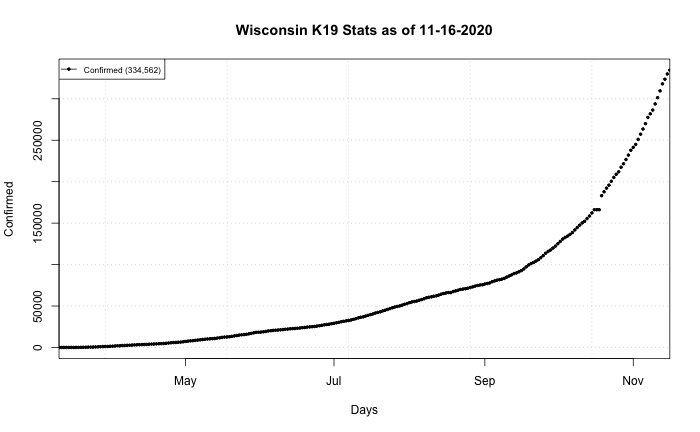 Wisconsin K19 Stats as of 11-16-2020
Confirmed (334,562)
Confirmed
250000
150000
50000
0
May Jul Sep Nov
Days